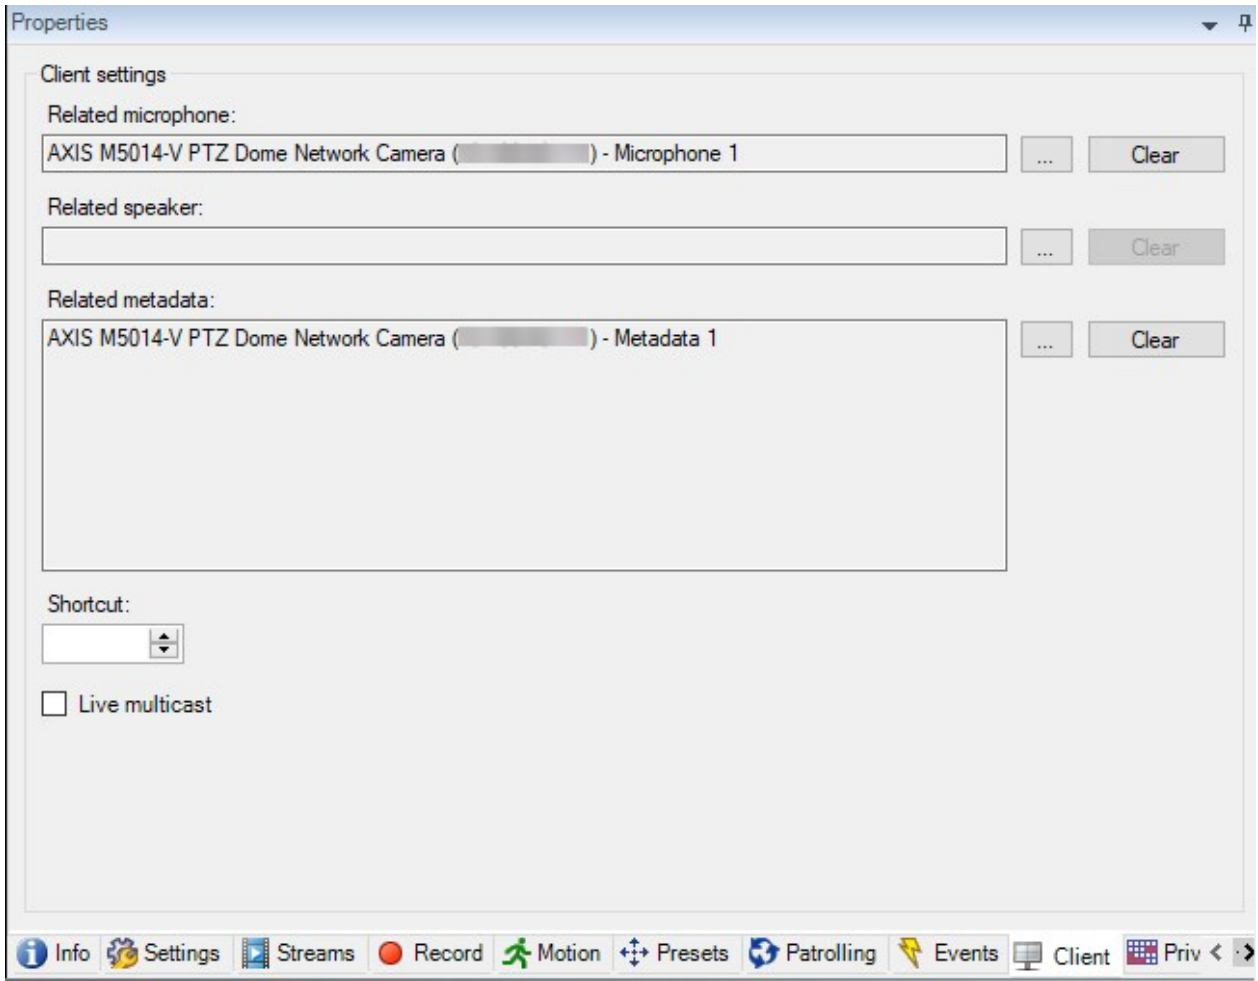 Properties
Client settings
Related microphone:
AXIS M5014-V PTZ Dome Network Camera ( ) - Microphone 1 ... Clear
Related speaker:
... Clear
Related metadata:
AXIS M5014-V PTZ Dome Network Camera ( ) - Metadata 1 ... Clear
Shortcut:
Live multicast
Info Settings Streams Record Motion Presets Patrolling Events Client Priv